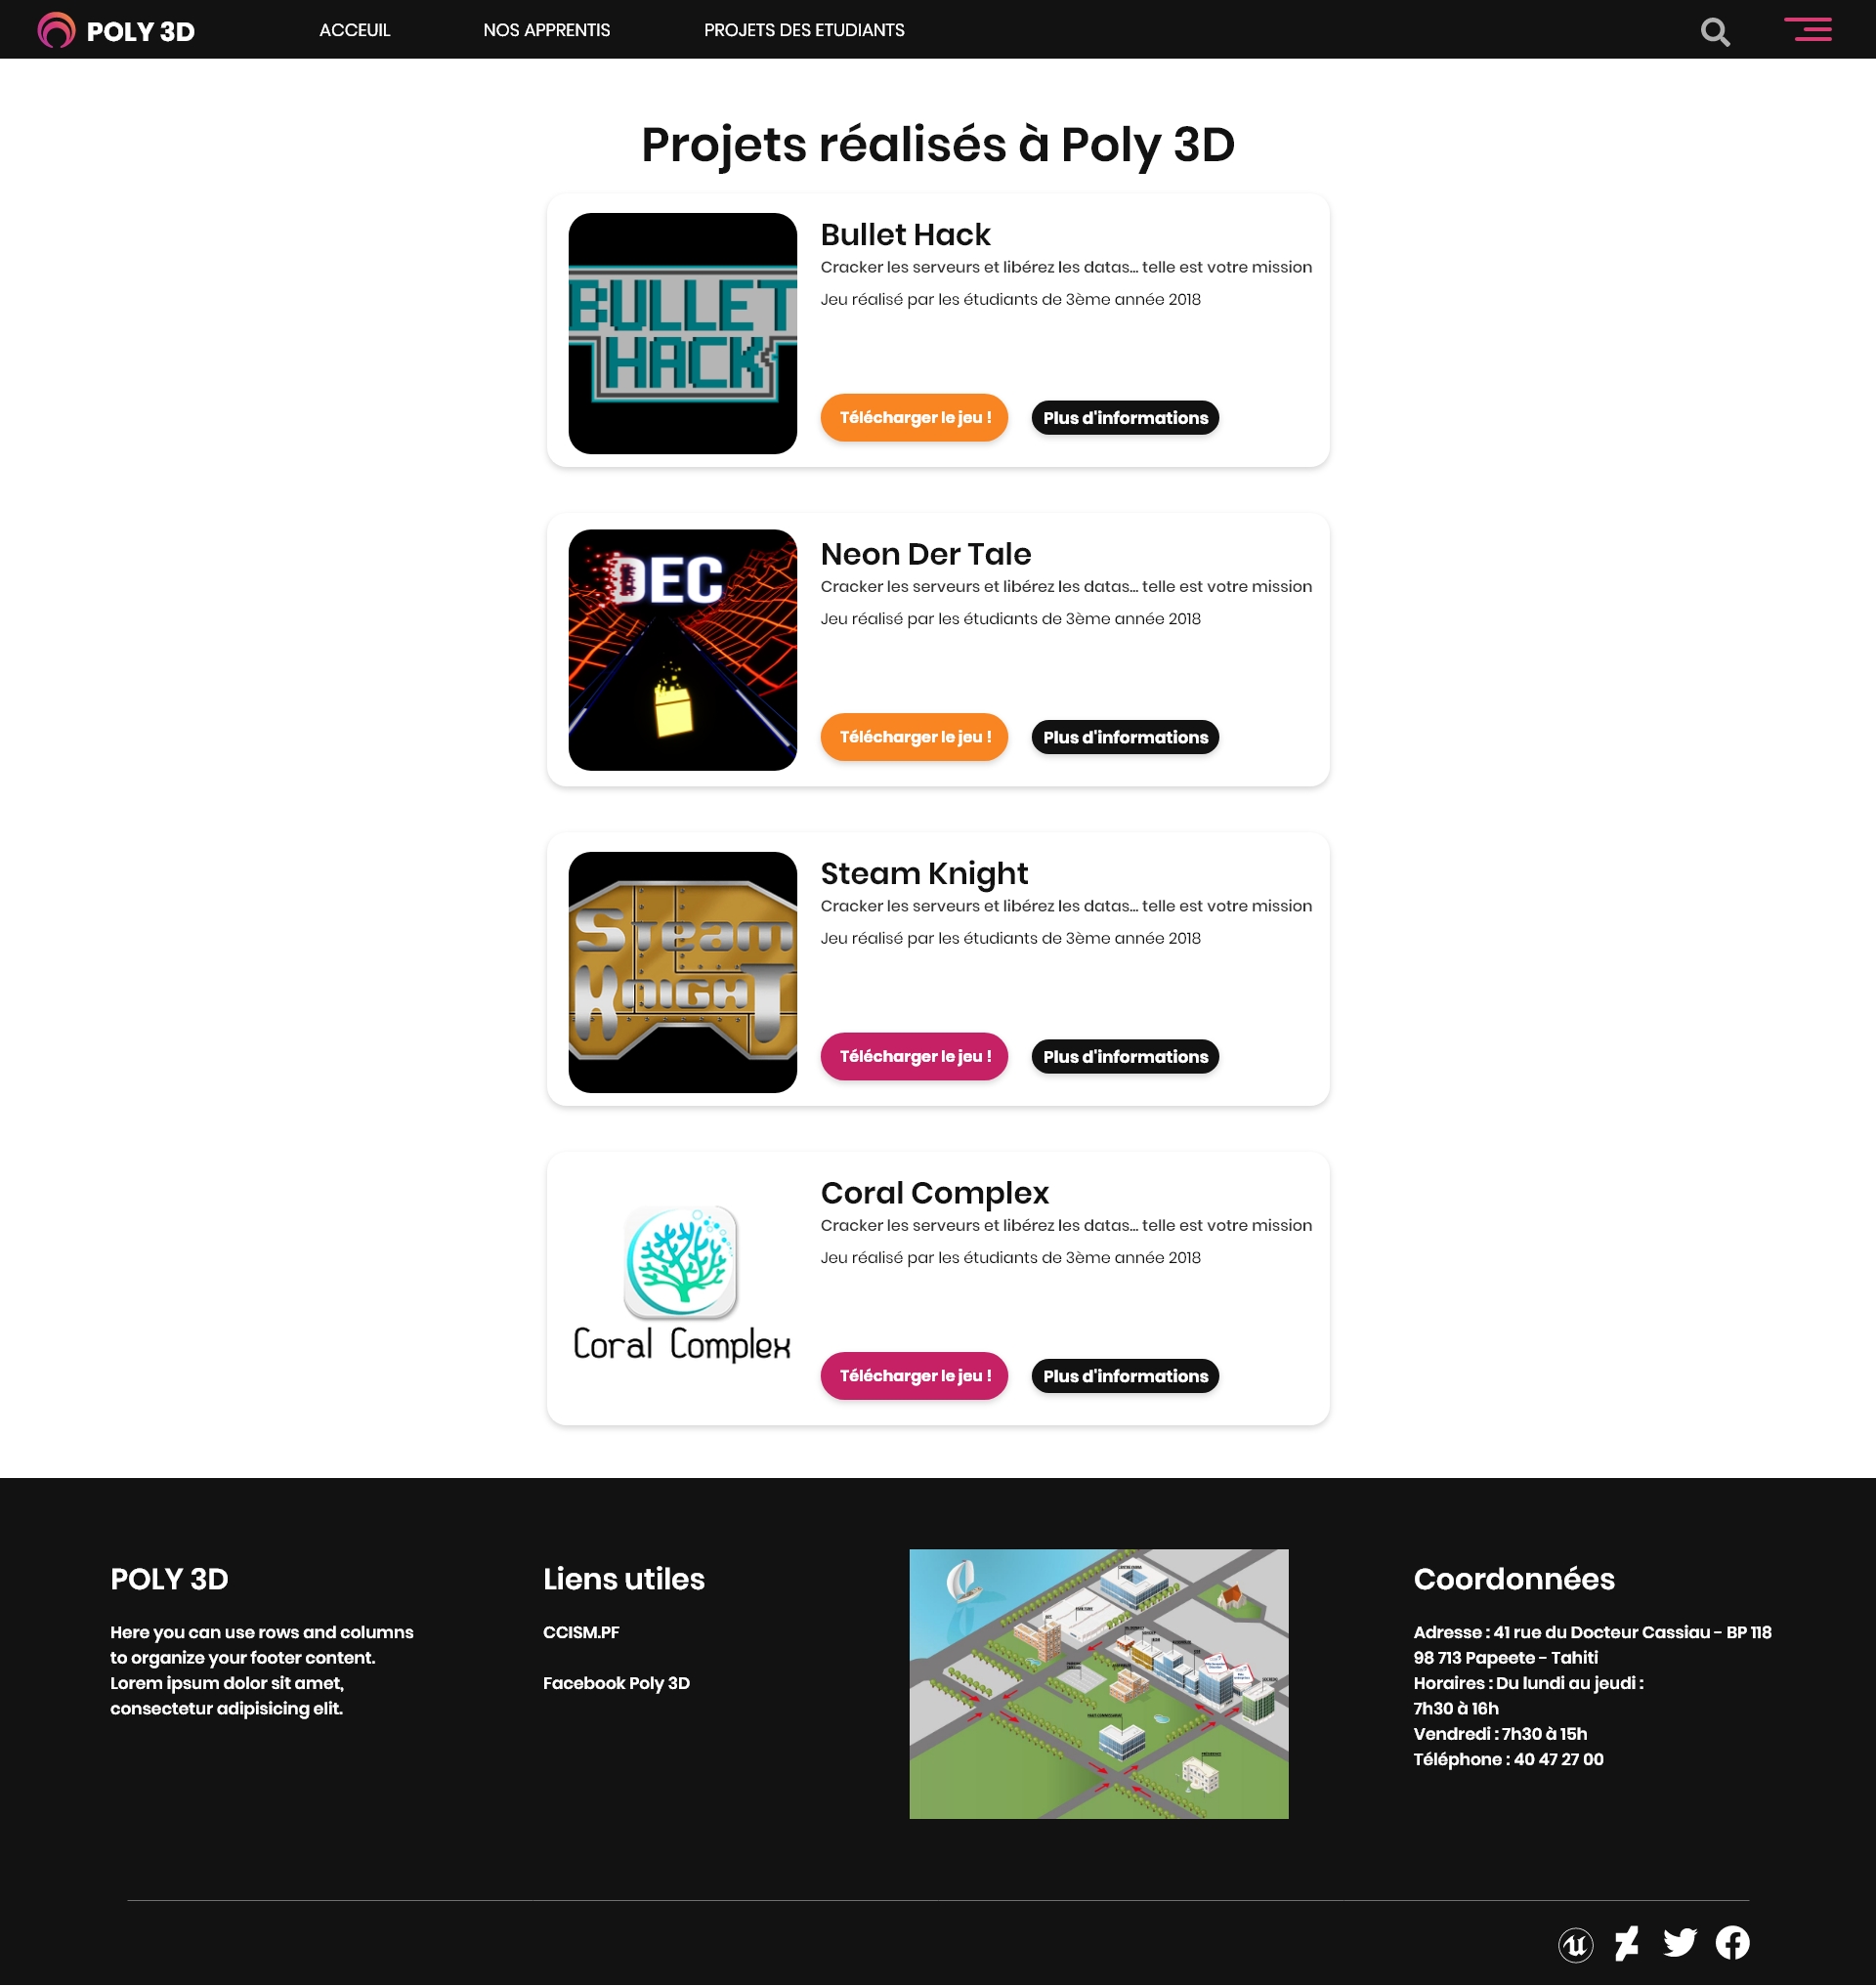 POLY 3D
ACCEUIL
NOS APPRENTIS
PROJETS DES ETUDIANTS
Projets réalisés à Poly 3D
BULLET
HACK
Bullet Hack
Cracker les serveurs et libérez les datas... telle est votre mission
Jeu réalisé par les étudiants de 3ème année 2018
Télécharger le jeu !
Plus d'informations
DEC
Neon Der Tale
Cracker les serveurs et libérez les datas... telle est votre mission
Jeu réalisé par les étudiants de 3ème année 2018
Télécharger le jeu !
Plus d'informations
Steam
Knight
Steam Knight
Cracker les serveurs et libérez les datas... telle est votre mission
Jeu réalisé par les étudiants de 3ème année 2018
Télécharger le jeu !
Plus d'informations
Coral Complex
Coral Complex
Cracker les serveurs et libérez les datas... telle est votre mission
Jeu réalisé par les étudiants de 3ème année 2018
Télécharger le jeu !
Plus d'informations
POLY 3D
Here you can use rows and columns
to organize your footer content.
Lorem ipsum dolor sit amet,
consectetur adipisicing elit.
Liens utiles
CCISM.PF
Facebook Poly 3D
Coordonnées
Adresse : 41 rue du Docteur Cassiau - BP 118
98 713 Papeete - Tahiti
Horaires : Du lundi au jeudi :
7h30 à 16h
Vendredi : 7h30 à 15h
Téléphone : 40 47 27 00